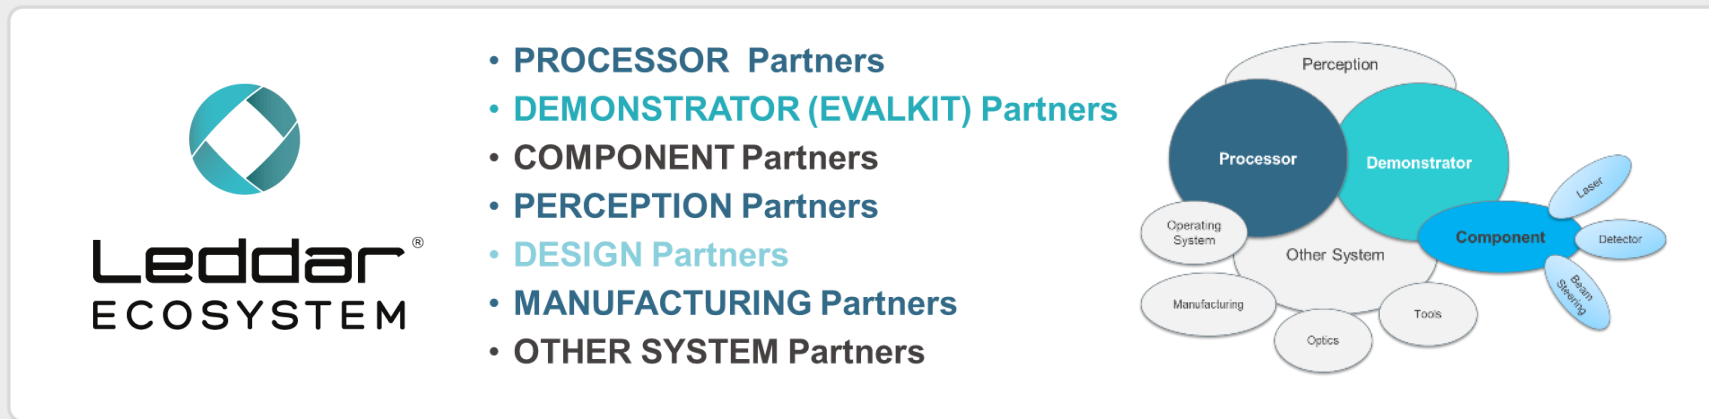 Leddar®
ECOSYSTEM
• PROCESSOR Partners
• DEMONSTRATOR (EVALKIT) Partners
• COMPONENT Partners
• PERCEPTION Partners
• DESIGN Partners
• MANUFACTURING Partners
• OTHER SYSTEM Partners
Perception
Processor
Demonstrator
Laser
Operating
System
Component
Detector
Other System
Beam
Steering
Manufacturing
Tools
Optics